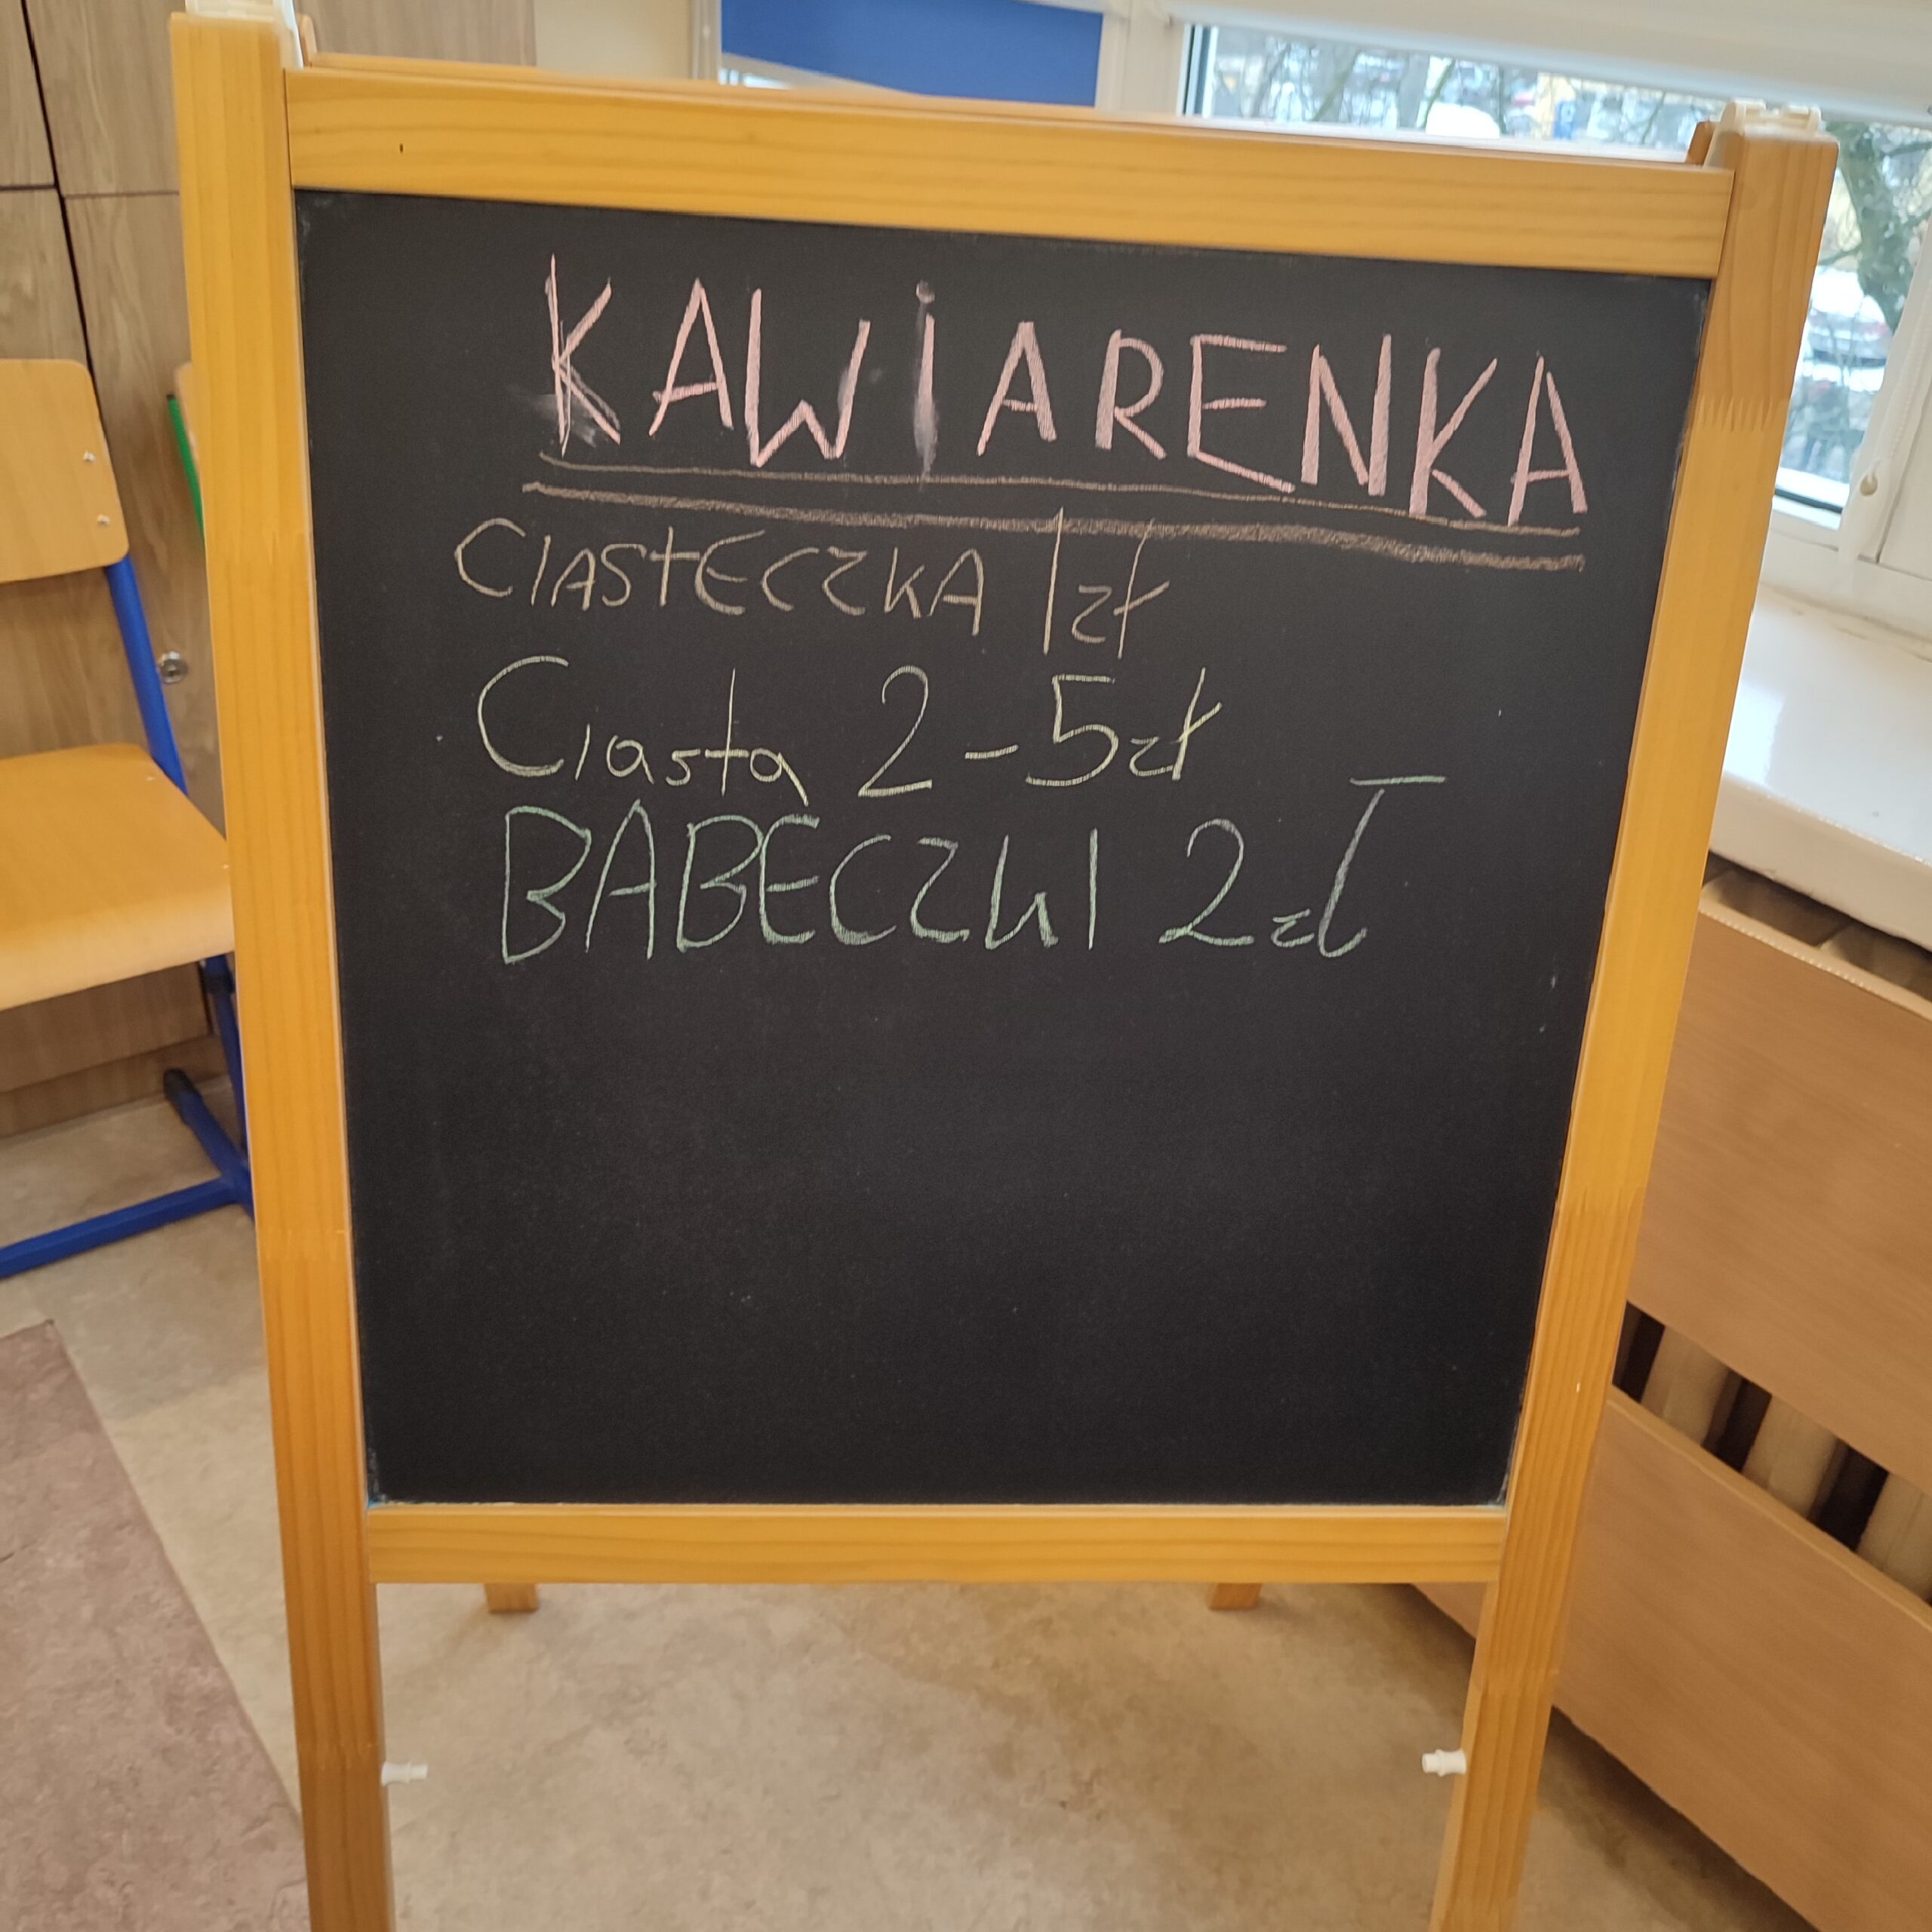 KAWiARENKA
CIASTECZKA 1zł
Ciasta 2-5zł
BABECZKI 2zł